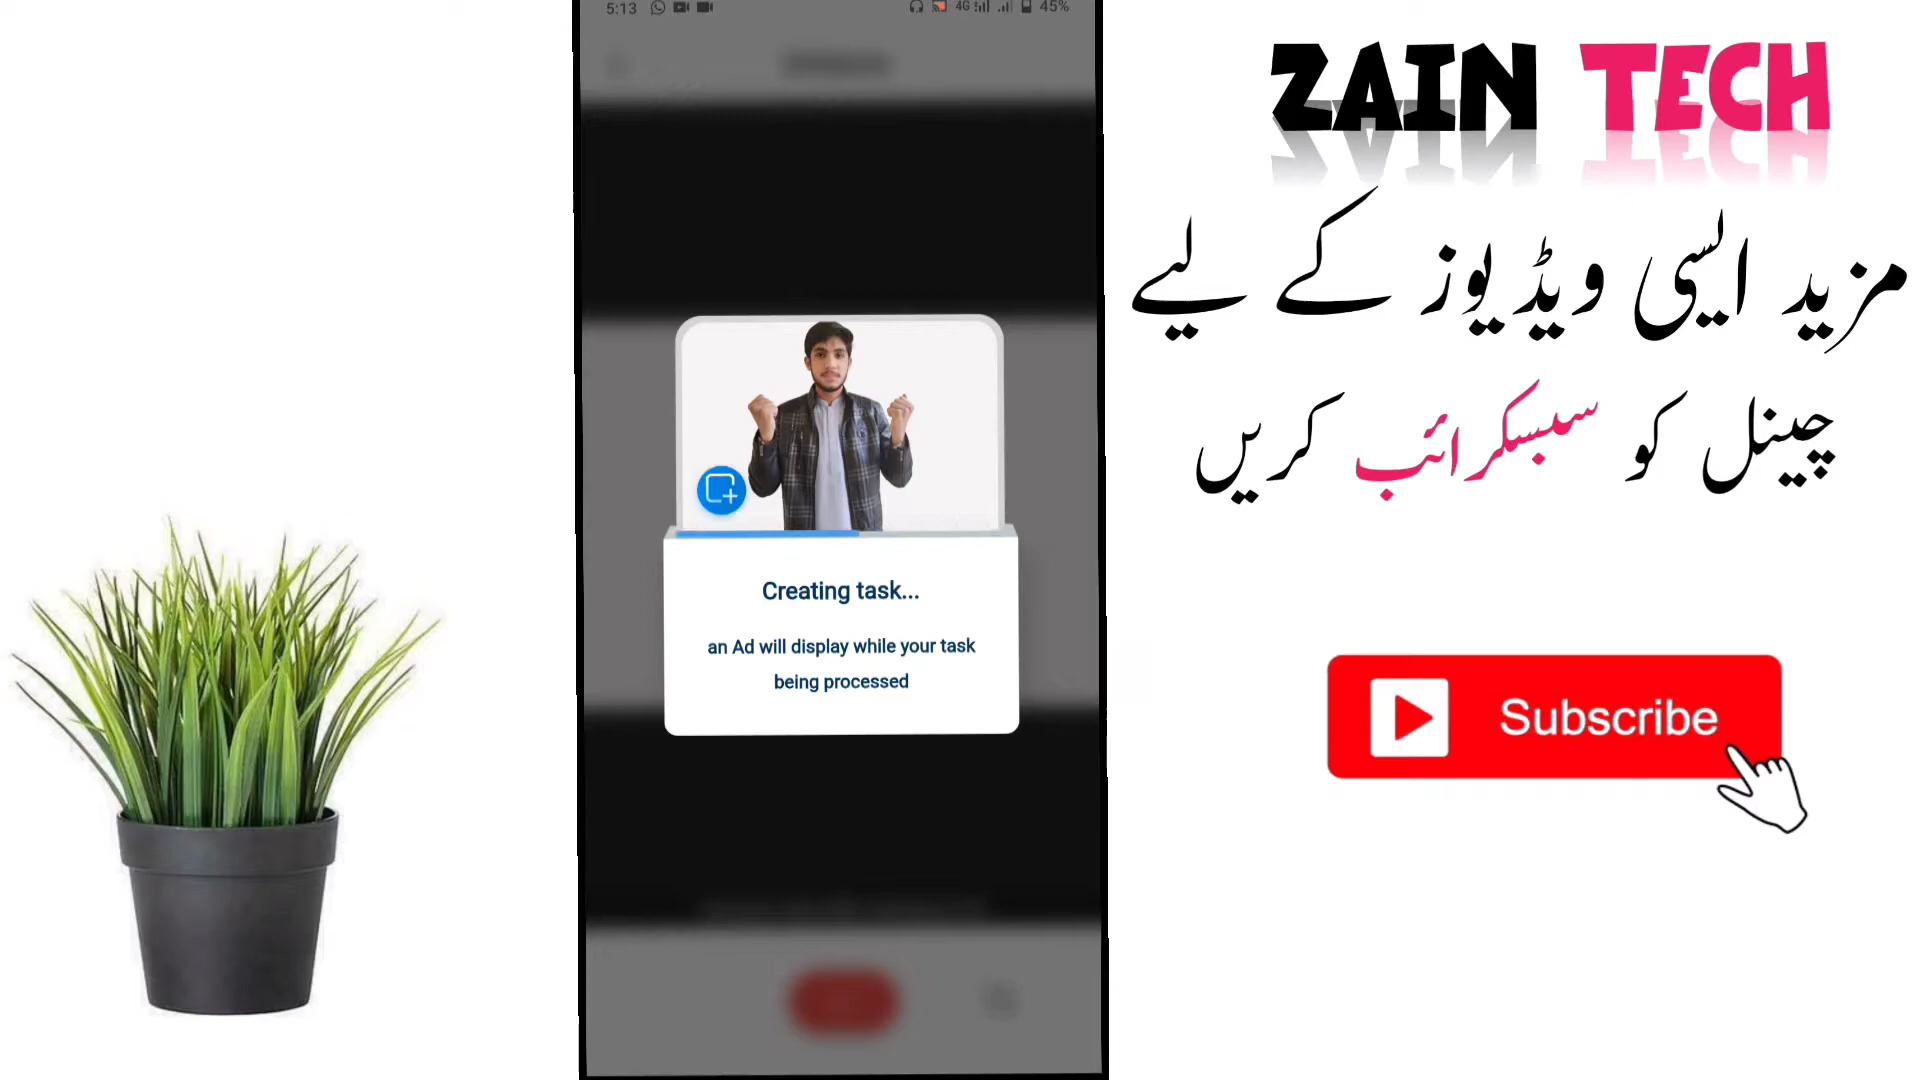 5:13
4G
45%
Creating task...
an Ad will display while your task
being processed
ZAIN TECH
مزید ایسی ویڈیوز کے لیے
چینل کو سبسکرائب کریں
Subscribe